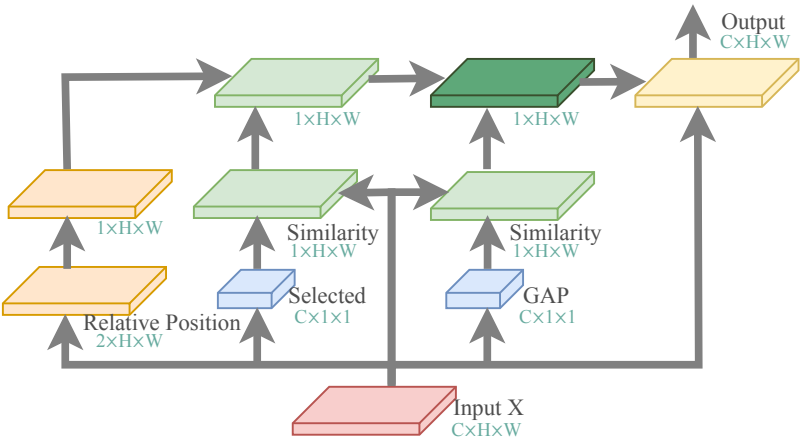 Output
C×H×W
1×H×W
1×H×W
1×H×W
Similarity
1×H×W
Similarity
1×H×W
Relative Position
2×H×W
Selected
C×1×1
GAP
C×1×1
Input X
C×H×W